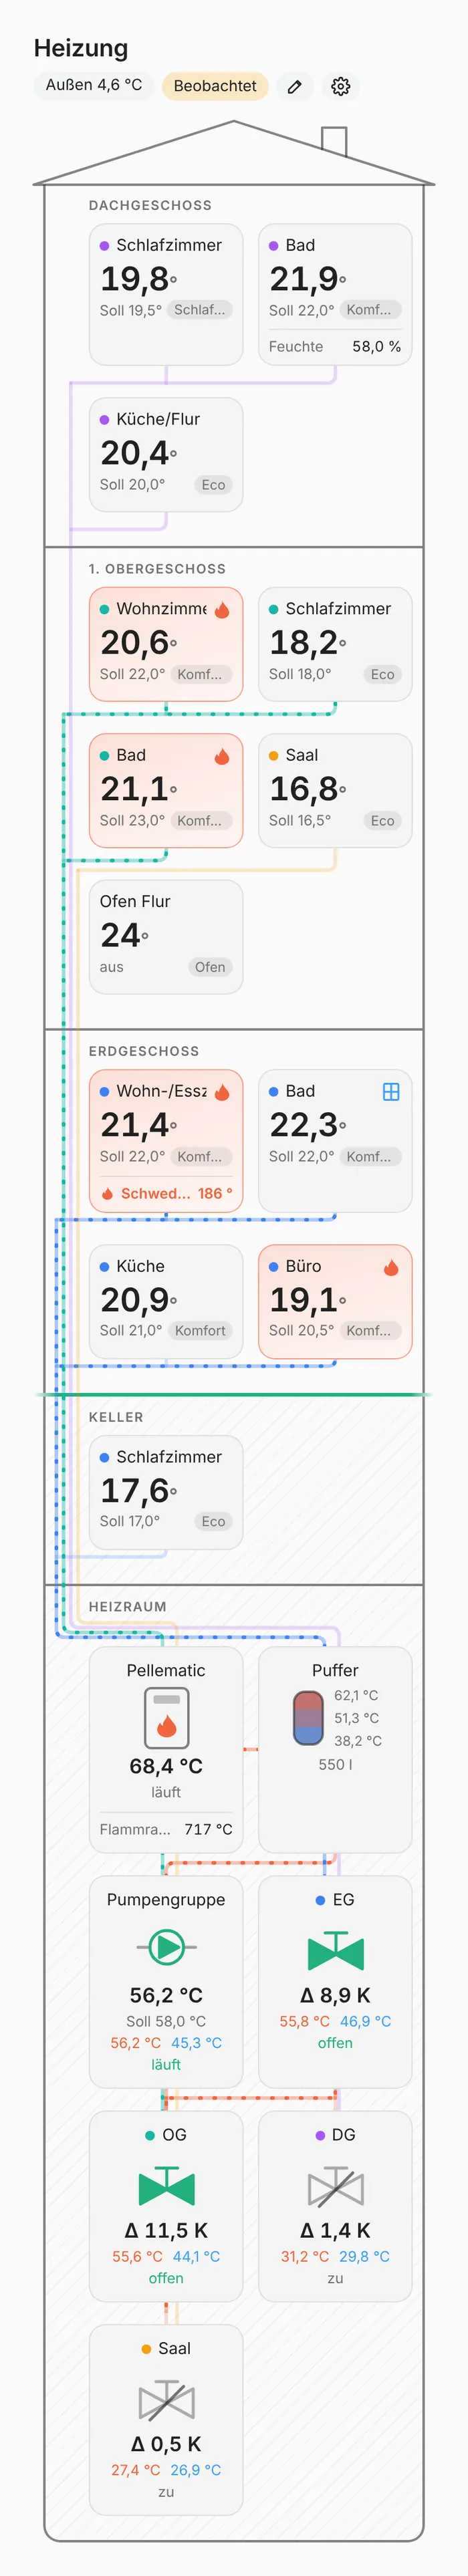 Heizung
Außen 4,6 °C Beobachtet
DACHGESCHOSS
Schlafzimmer
19,8°
Soll 19,5° Schlaf...
Bad
21,9°
Soll 22,0° Komf...
Feuchte 58,0 %
Küche/Flur
20,4°
Soll 20,0° Eco
1. OBERGESCHOSS
Wohnzimme
20,6°
Soll 22,0° Komf...
Schlafzimmer
18,2°
Soll 18,0° Eco
Bad
21,1°
Soll 23,0° Komf...
Saal
16,8°
Soll 16,5° Eco
Ofen Flur
24°
aus Ofen
ERDGESCHOSS
Wohn-/Essz
21,4°
Soll 22,0° Komf...
Schwed... 186 °
Bad
22,3°
Soll 22,0° Komf...
Küche
20,9°
Soll 21,0° Komfort
Büro
19,1°
Soll 20,5° Komf...
KELLER
Schlafzimmer
17,6°
Soll 17,0° Eco
HEIZRAUM
Pellematic
68,4 °C
läuft
Flammra... 717 °C
Puffer
62,1 °C
51,3 °C
38,2 °C
550 l
Pumpengruppe
56,2 °C
Soll 58,0 °C
56,2 °C 45,3 °C
läuft
EG
Δ 8,9 K
55,8 °C 46,9 °C
offen
OG
Δ 11,5 K
55,6 °C 44,1 °C
offen
DG
Δ 1,4 K
31,2 °C 29,8 °C
zu
Saal
Δ 0,5 K
27,4 °C 26,9 °C
zu